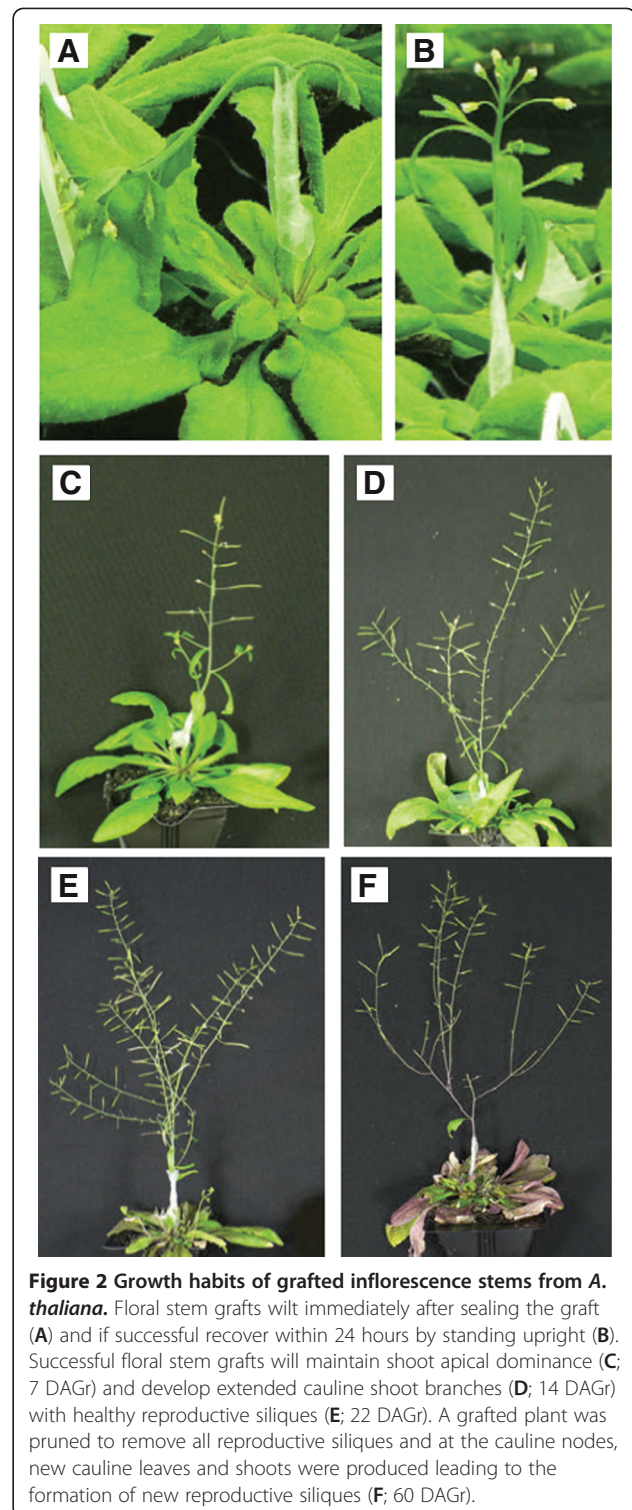 A
B
C
D
E
F
Figure 2 Growth habits of grafted inflorescence stems from A.
thaliana. Floral stem grafts wilt immediately after sealing the graft
(A) and if successful recover within 24 hours by standing upright (B).
Successful floral stem grafts will maintain shoot apical dominance (C;
7 DAGr) and develop extended cauline shoot branches (D; 14 DAGr)
with healthy reproductive siliques (E; 22 DAGr). A grafted plant was
pruned to remove all reproductive siliques and at the cauline nodes,
new cauline leaves and shoots were produced leading to the
formation of new reproductive siliques (F; 60 DAGr).